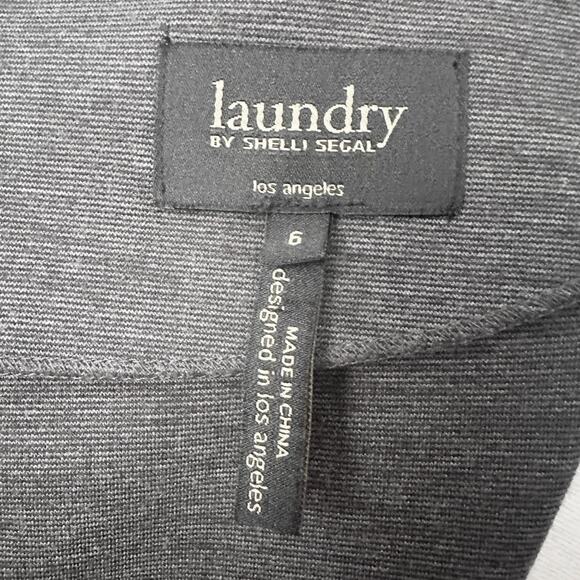 laundry
BY SHELLI SEGAL
los angeles
6
MADE IN CHINA
designed in los angeles